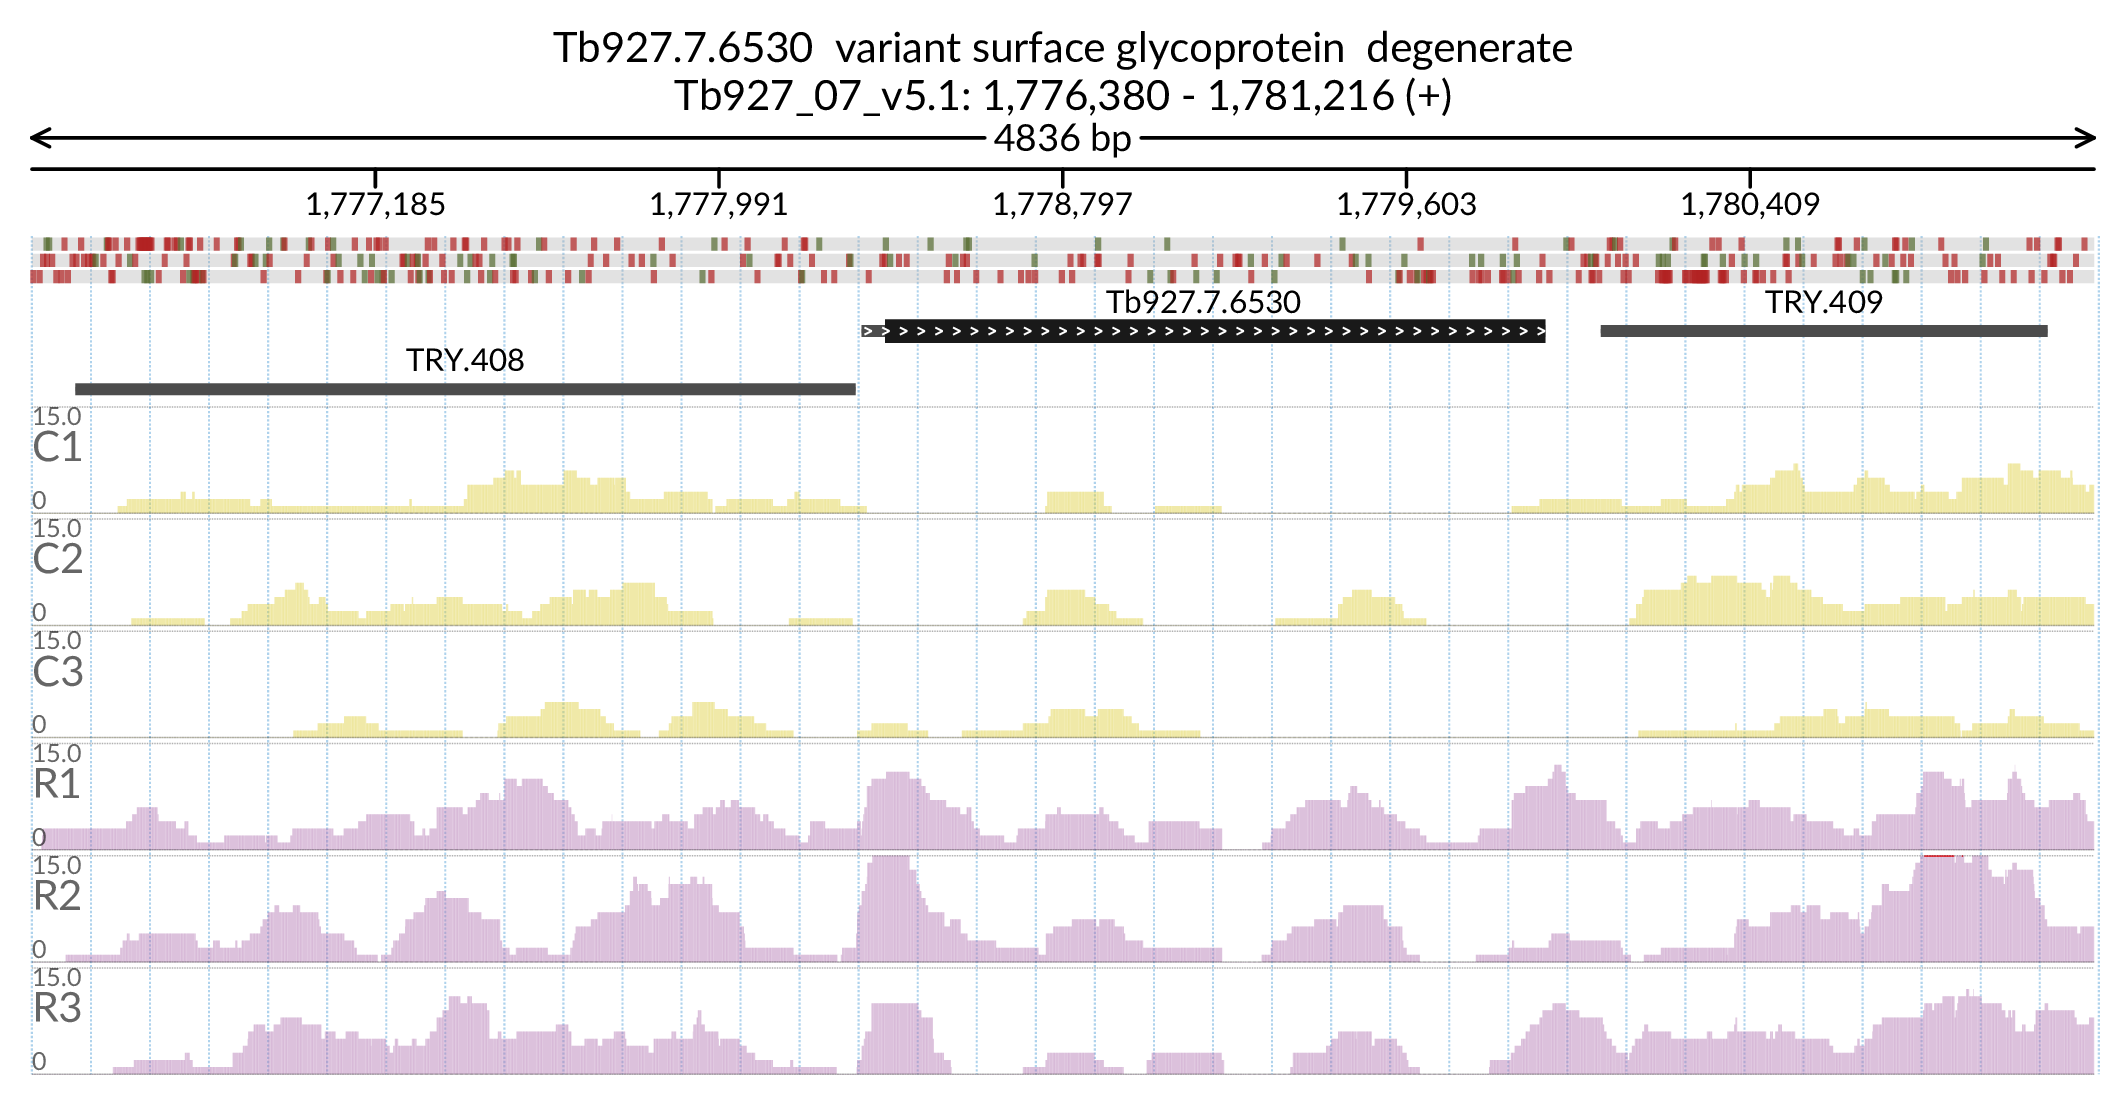 Tb927.7.6530  variant surface glycoprotein  degenerate
Tb927_07_v5.1: 1,776,380 - 1,781,216 (+)
4836 bp
1,777,185 1,777,991 1,778,797 1,779,603 1,780,409
Tb927.7.6530 TRY.409
TRY.408
15.0
C1
0
15.0
C2
0
15.0
C3
0
15.0
R1
0
15.0
R2
0
15.0
R3
0